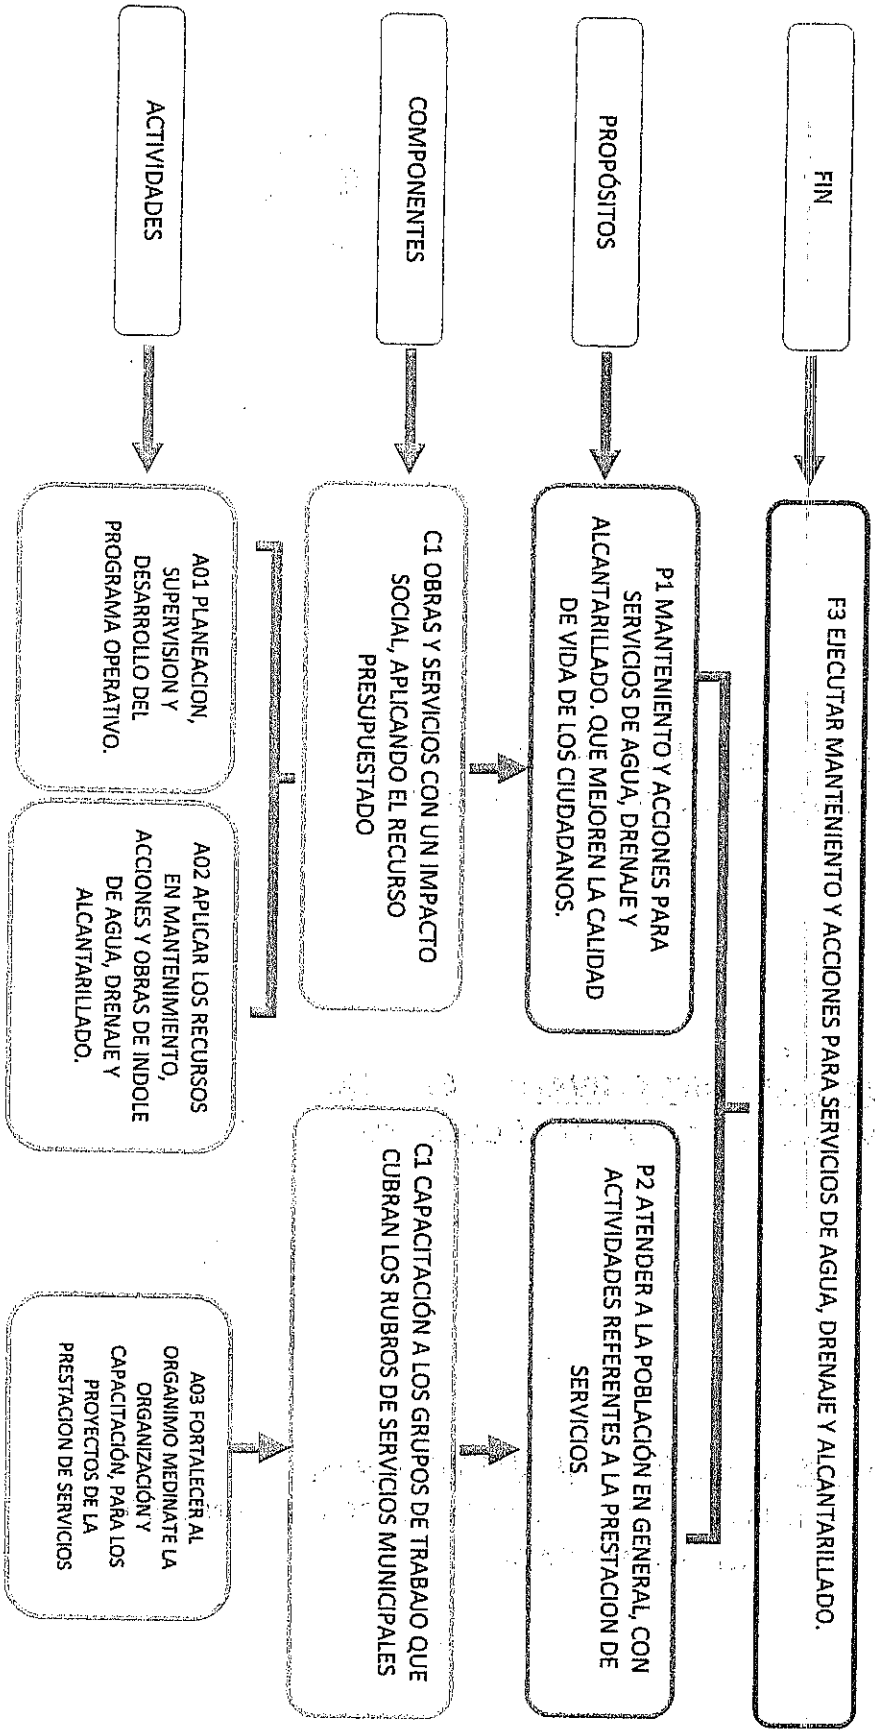 FIN
F3 EJECUTAR MANTENIENTO Y ACCIONES PARA SERVICIOS DE AGUA, DRENAJE Y ALCANTARILLADO.
PROPÓSITOS
P1 MANTENIENTO Y ACCIONES PARA
SERVICIOS DE AGUA, DRENAJE Y
ALCANTARILLADO. QUE MEJOREN LA CALIDAD
DE VIDA DE LOS CIUDADANOS.
P2 ATENDER A LA POBLACIÓN EN GENERAL, CON
ACTIVIDADES REFERENTES A LA PRESTACION DE
SERVICIOS.
COMPONENTES
C1 OBRAS Y SERVICIOS CON UN IMPACTO
SOCIAL, APLICANDO EL RECURSO
PRESUPUESTADO
C1 CAPACITACIÓN A LOS GRUPOS DE TRABAJO QUE
CUBRAN LOS RUBROS DE SERVICIOS MUNICIPALES
ACTIVIDADES
A01 PLANEACION,
SUPERVISION Y
DESARROLLO DEL
PROGRAMA OPERATIVO.
A02 APLICAR LOS RECURSOS
EN MANTENIMIENTO,
ACCIONES Y OBRAS DE INDOLE
DE AGUA, DRENAJE Y
ALCANTARILLADO.
A03 FORTALECER AL
ORGANIMO MEDINATE LA
ORGANIZACIÓN Y
CAPACITACIÓN, PARA LOS
PROYECTOS DE LA
PRESTACION DE SERVICIOS